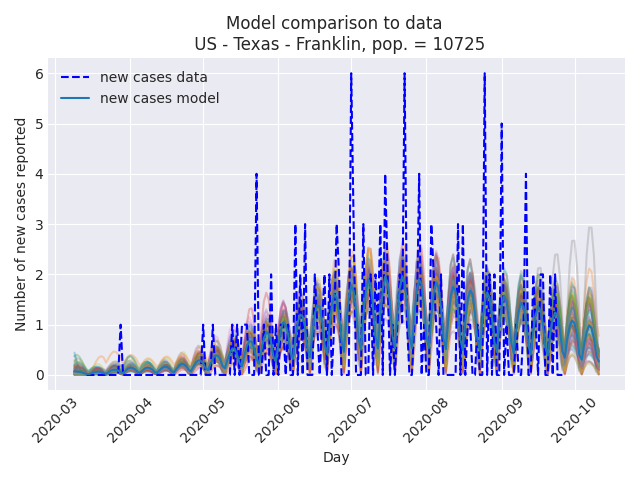 Model comparison to data
US - Texas - Franklin, pop. = 10725
new cases data
new cases model
Number of new cases reported
6
5
4
3
2
1
0
2020-03
2020-04
2020-05
2020-06
2020-07
2020-08
2020-09
2020-10
Day